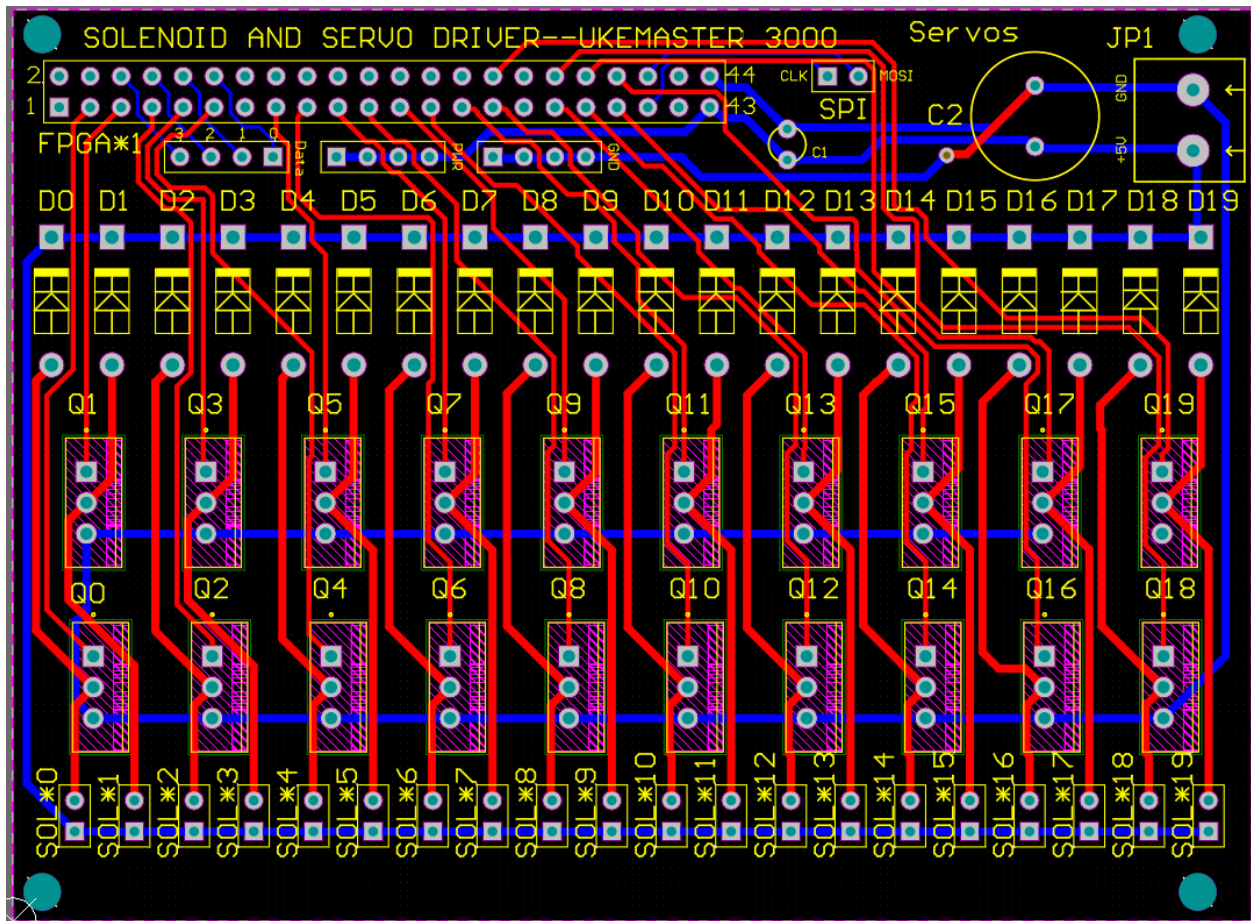 SOLENOID AND SERVO DRIVER--UKEMASTER 3000
Servos
JP1
2
44
CLK
MOSI
GND
1
43
SPI
C2
FPGA*1
3 2 1 0
Data
PWR
GND
C1
+5V
D0 D1 D2 D3 D4 D5 D6 D7 D8 D9 D10 D11 D12 D13 D14 D15 D16 D17 D18 D19
Q1 Q3 Q5 Q7 Q9 Q11 Q13 Q15 Q17 Q19
Q0 Q2 Q4 Q6 Q8 Q10 Q12 Q14 Q16 Q18
SOL*0 SOL*1 SOL*2 SOL*3 SOL*4 SOL*5 SOL*6 SOL*7 SOL*8 SOL*9 SOL*10 SOL*11 SOL*12 SOL*13 SOL*14 SOL*15 SOL*16 SOL*17 SOL*18 SOL*19